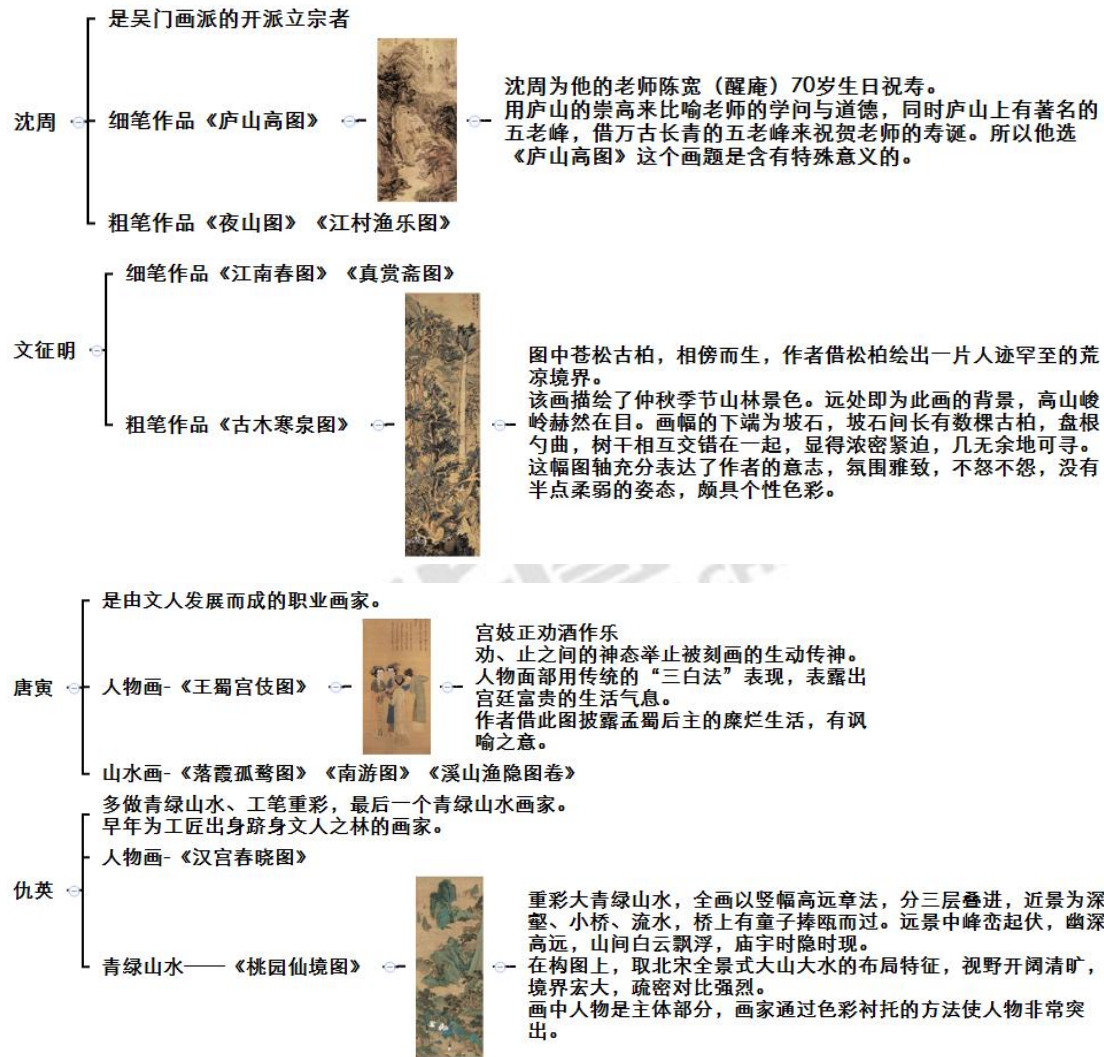 是吴门画派的开派立宗者
沈周
细笔作品《庐山高图》
沈周为他的老师陈宽（醒庵）70岁生日祝寿。
用庐山的崇高来比喻老师的学问与道德，同时庐山上有著名的
五老峰，借万古长青的五老峰来祝贺老师的寿诞。所以他选
《庐山高图》这个画题是含有特殊意义的。
粗笔作品《夜山图》《江村渔乐图》
细笔作品《江南春图》《真赏斋图》
文征明
粗笔作品《古木寒泉图》
图中苍松古柏，相傍而生，作者借松柏绘出一片人迹罕至的荒
凉境界。
该画描绘了仲秋季节山林景色。远处即为此画的背景，高山峻
岭赫然在目。画幅的下端为坡石，坡石间长有数棵古柏，盘根
勺曲，树干相互交错在一起，显得浓密紧迫，几无余地可寻。
这幅图轴充分表达了作者的意志，氛围雅致，不怒不怨，没有
半点柔弱的姿态，颇具个性色彩。
是由文人发展而成的职业画家。
唐寅
人物画-《王蜀宫伎图》
宫妓正劝酒作乐
劝、止之间的神态举止被刻画的生动传神。
人物面部用传统的“三白法”表现，表露出
宫廷富贵的生活气息。
作者借此图披露孟蜀后主的糜烂生活，有讽
喻之意。
山水画-《落霞孤鹜图》《南游图》《溪山渔隐图卷》
多做青绿山水、工笔重彩，最后一个青绿山水画家。
早年为工匠出身跻身文人之林的画家。
仇英
人物画-《汉宫春晓图》
青绿山水——《桃园仙境图》
重彩大青绿山水，全画以竖幅高远章法，分三层叠进，近景为深
壑、小桥、流水，桥上有童子捧瓯而过。远景中峰峦起伏，幽深
高远，山间白云飘浮，庙宇时隐时现。
在构图上，取北宋全景式大山大水的布局特征，视野开阔清旷，
境界宏大，疏密对比强烈。
画中人物是主体部分，画家通过色彩衬托的方法使人物非常突
出。